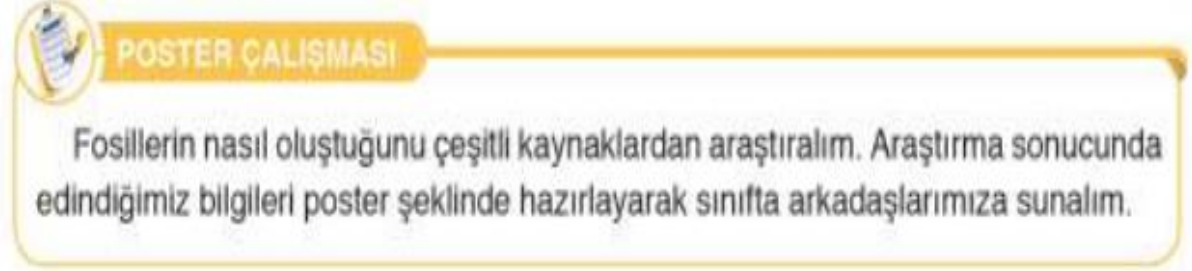 POSTER ÇALIŞMASI
Fosillerin nasıl oluştuğunu çeşitli kaynaklardan araştıralım. Araştırma sonucunda
edindiğimiz bilgileri poster şeklinde hazırlayarak sınıfta arkadaşlarımıza sunalım.